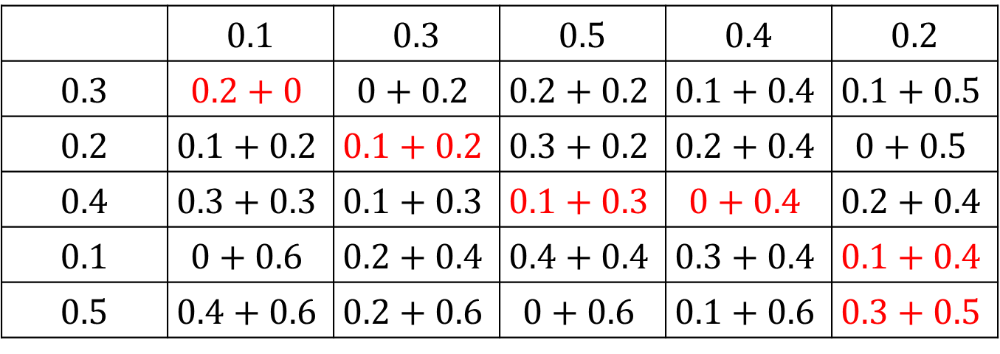 0.1 0.3 0.5 0.4 0.2
0.3 0.2 + 0 0 + 0.2 0.2 + 0.2 0.1 + 0.4 0.1 + 0.5
0.2 0.1 + 0.2 0.1 + 0.2 0.3 + 0.2 0.2 + 0.4 0 + 0.5
0.4 0.3 + 0.3 0.1 + 0.3 0.1 + 0.3 0 + 0.4 0.2 + 0.4
0.1 0 + 0.6 0.2 + 0.4 0.4 + 0.4 0.3 + 0.4 0.1 + 0.4
0.5 0.4 + 0.6 0.2 + 0.6 0 + 0.6 0.1 + 0.6 0.3 + 0.5